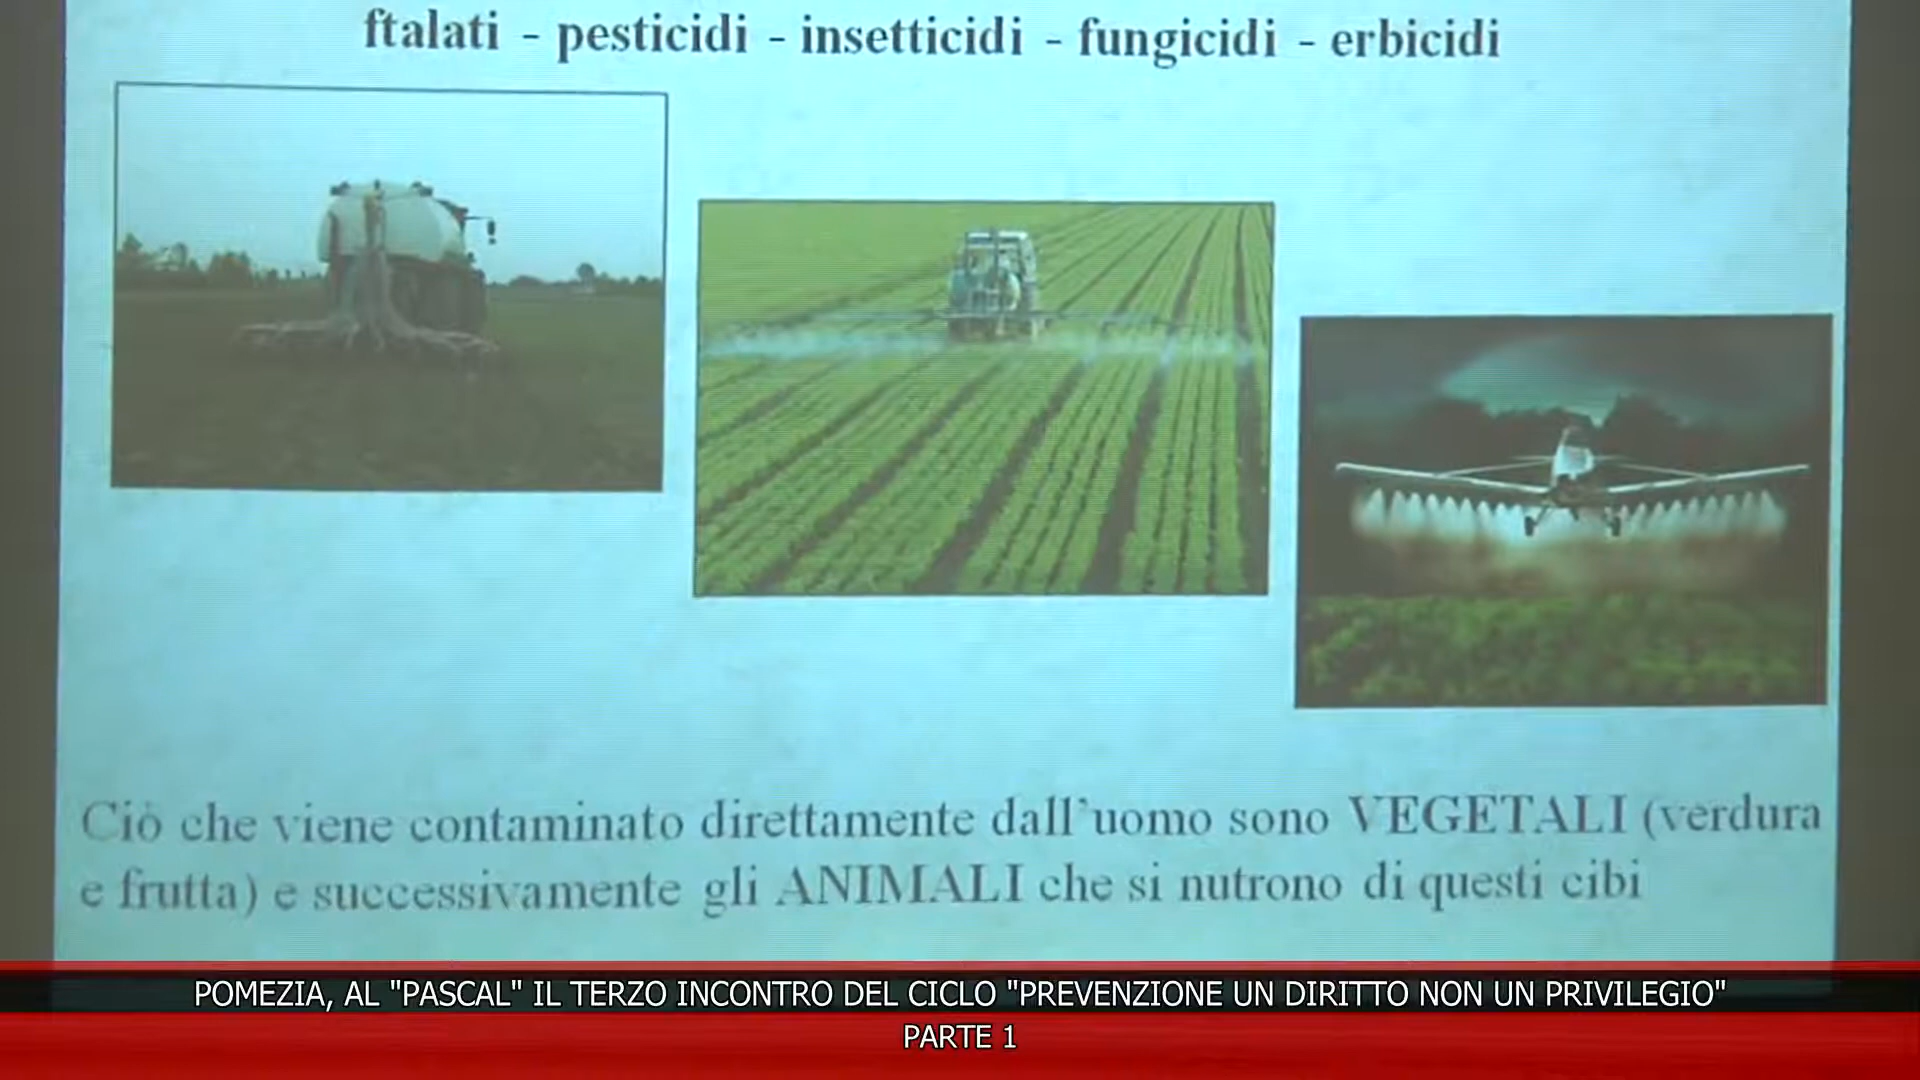 ftalati - pesticidi - insetticidi - fungicidi - erbicidi
Ciò che viene contaminato direttamente dall'uomo sono VEGETALI (verdura
e frutta) e successivamente gli ANIMALI che si nutrono di questi cibi
POMEZIA, AL "PASCAL" IL TERZO INCONTRO DEL CICLO "PREVENZIONE UN DIRITTO NON UN PRIVILEGIO"
PARTE 1